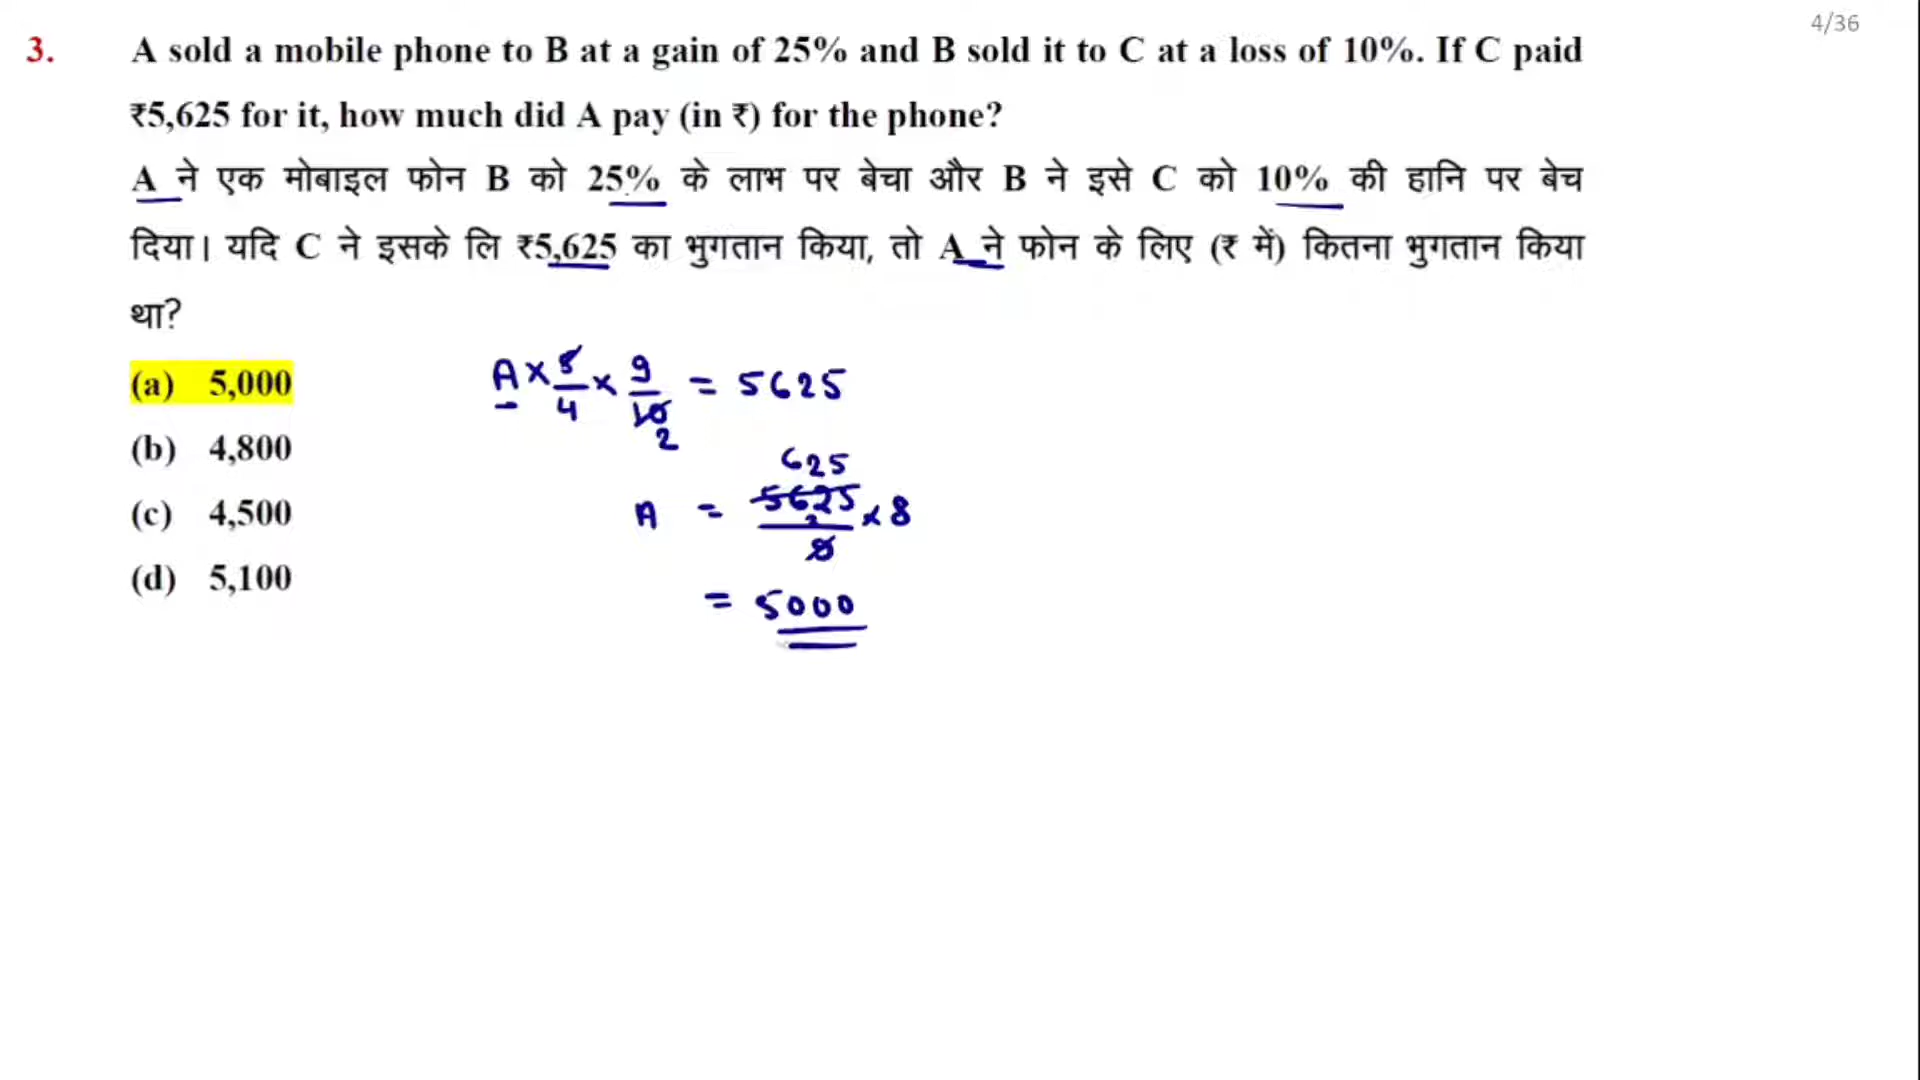 4/36
3. A sold a mobile phone to B at a gain of 25% and B sold it to C at a loss of 10%. If C paid
₹5,625 for it, how much did A pay (in ₹) for the phone?
A ने एक मोबाइल फोन B को 25% के लाभ पर बेचा और B ने इसे C को 10% की हानि पर बेच
दिया। यदि C ने इसके लि ₹5,625 का भुगतान किया, तो A ने फोन के लिए (₹ में) कितना भुगतान किया
था?
(a) 5,000
(b) 4,800
(c) 4,500
(d) 5,100
A × 5/4 × 9/10 = 5625
2
625
A = 5625/9 × 8
= 5000